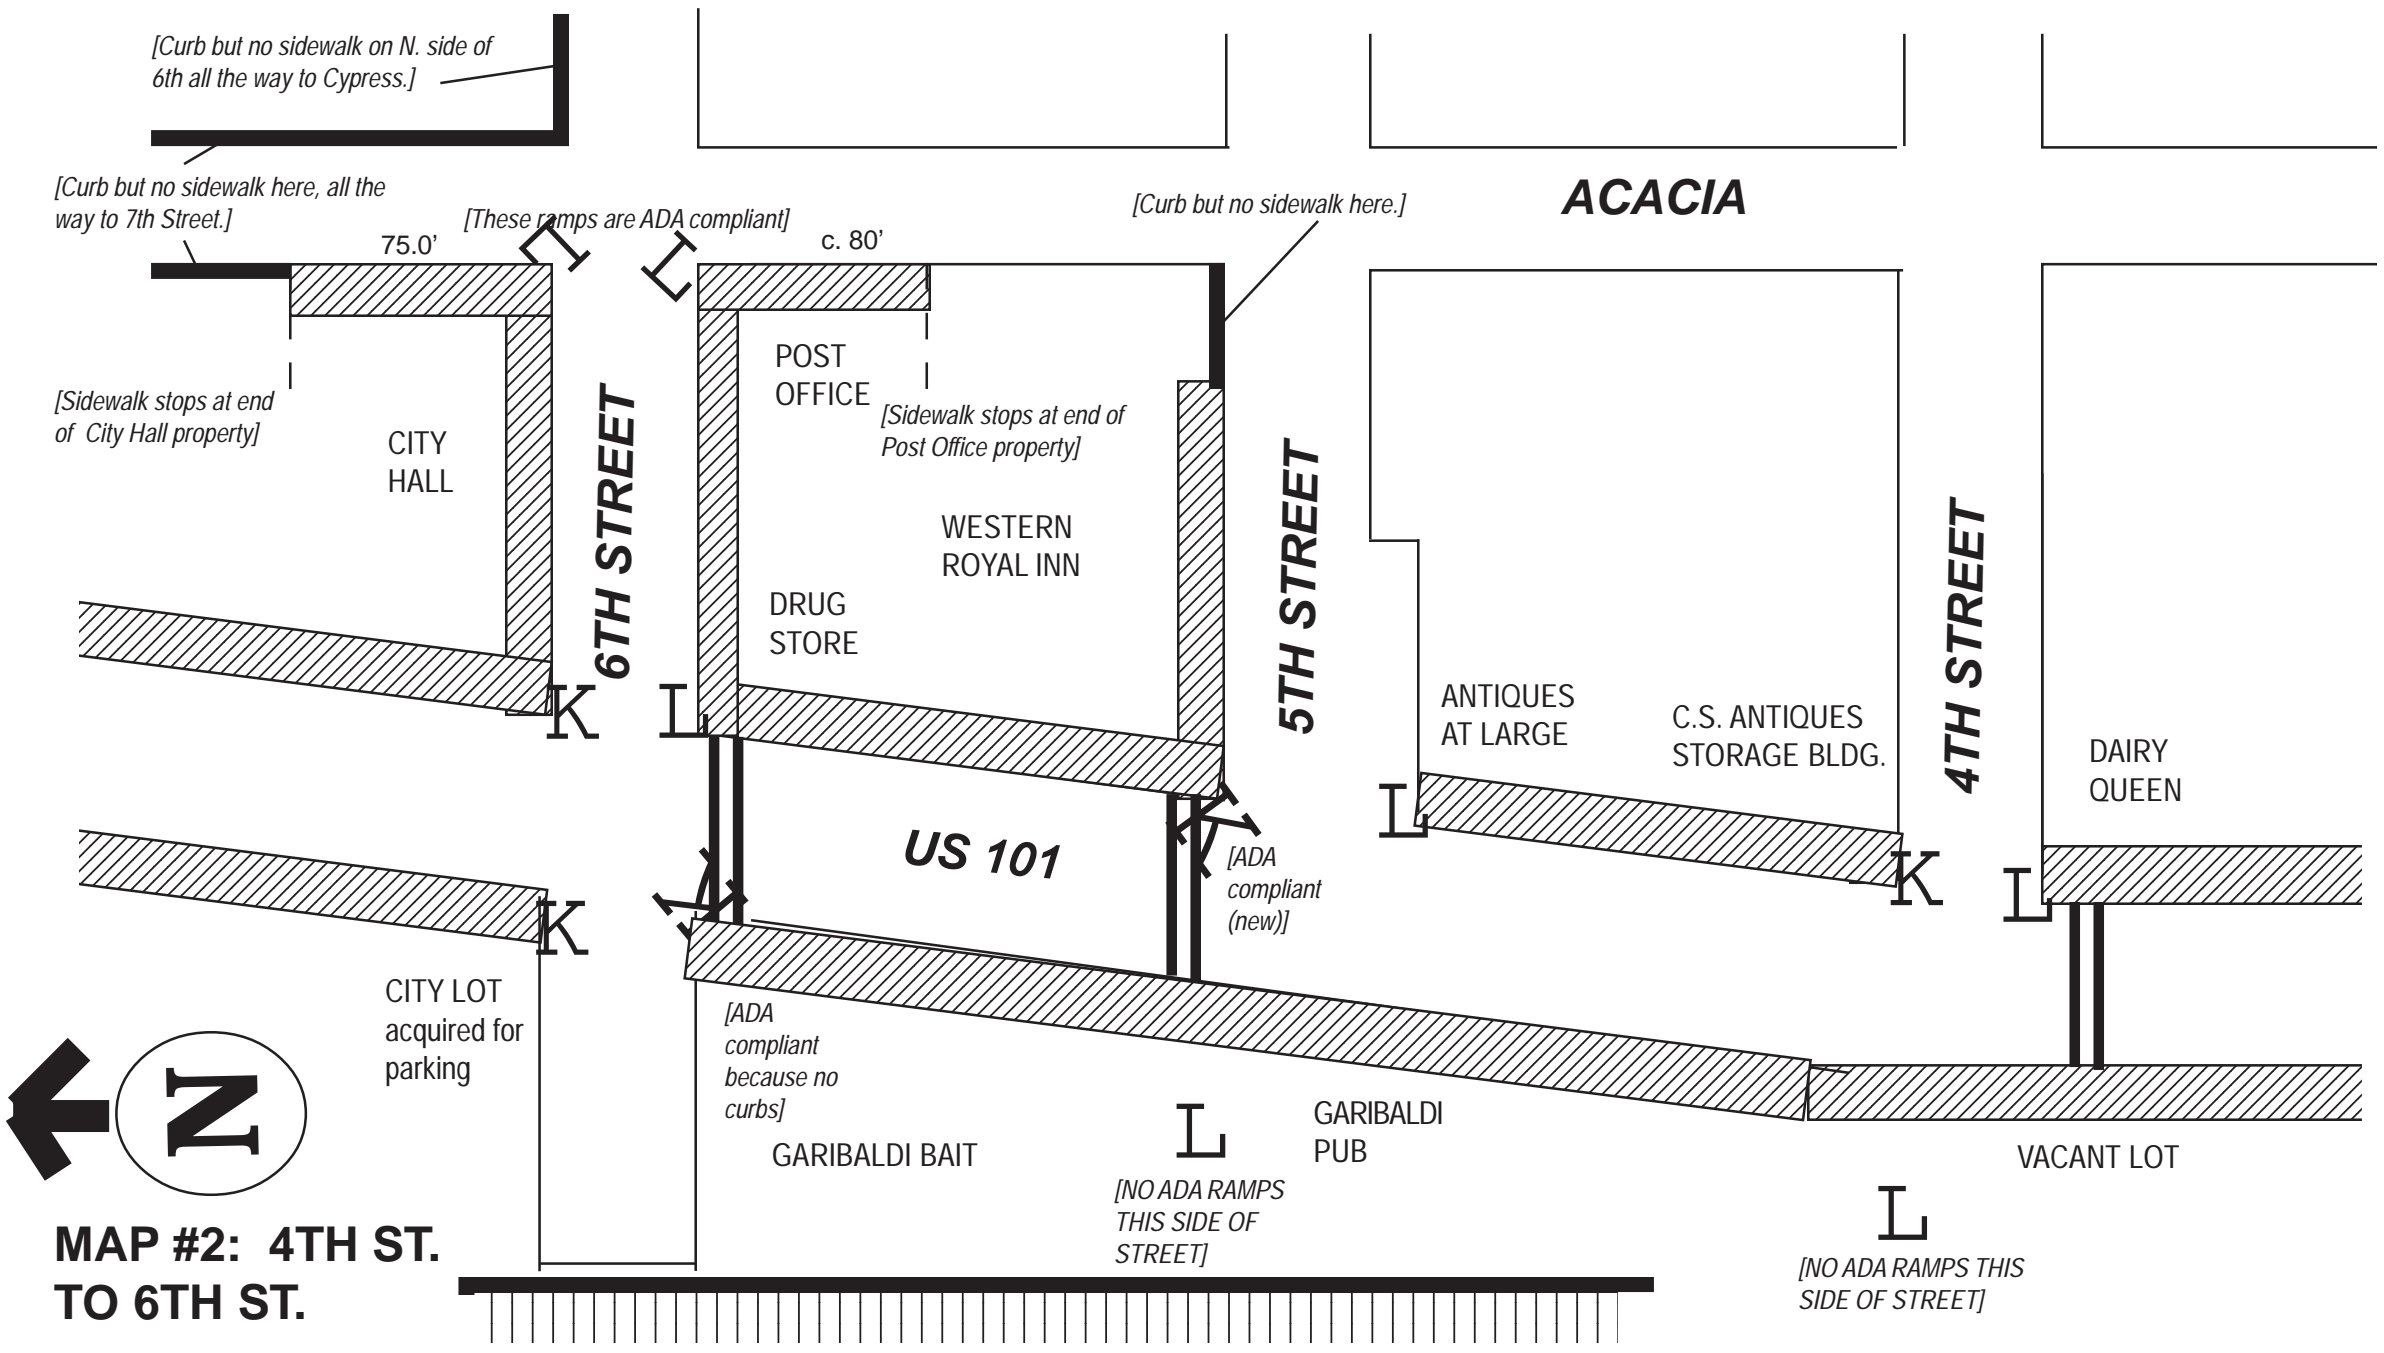 [Curb but no sidewalk on N. side of
6th all the way to Cypress.]
[Curb but no sidewalk here, all the
way to 7th Street.]
[These ramps are ADA compliant]
[Curb but no sidewalk here.]
ACACIA
75.0’
c. 80’
[Sidewalk stops at end
of City Hall property]
CITY
HALL
6TH STREET
POST
OFFICE
[Sidewalk stops at end of
Post Office property]
WESTERN
ROYAL INN
DRUG
STORE
5TH STREET
ANTIQUES
AT LARGE
C.S. ANTIQUES
STORAGE BLDG.
4TH STREET
DAIRY
QUEEN
K
L
L
K
L
US 101
K
[ADA
compliant
(new)]
CITY LOT
acquired for
parking
[ADA
compliant
because no
curbs]
GARIBALDI BAIT
L
GARIBALDI
PUB
[NO ADA RAMPS
THIS SIDE OF
STREET]
VACANT LOT
L
[NO ADA RAMPS THIS
SIDE OF STREET]
N
MAP #2: 4TH ST.
TO 6TH ST.